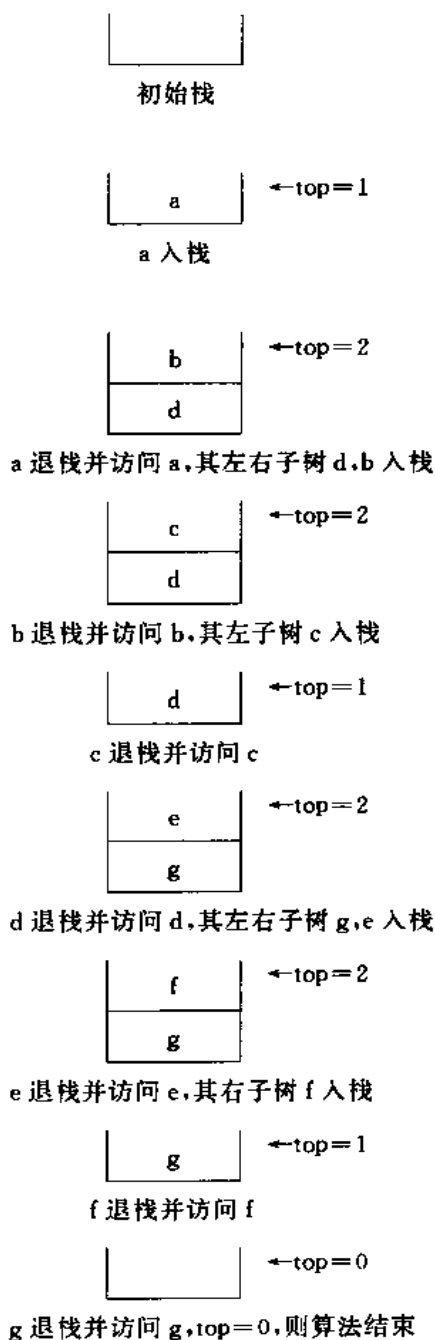 初始栈
a ←top=1
a 入栈
b ←top=2
d
a 退栈并访问 a,其左右子树 d,b 入栈
c ←top=2
d
b 退栈并访问 b,其左子树 c 入栈
d ←top=1
c 退栈并访问 c
e ←top=2
g
d 退栈并访问 d,其左右子树 g,e 入栈
f ←top=2
g
e 退栈并访问 e,其右子树 f 入栈
g ←top=1
f 退栈并访问 f
←top=0
g 退栈并访问 g,top=0,则算法结束